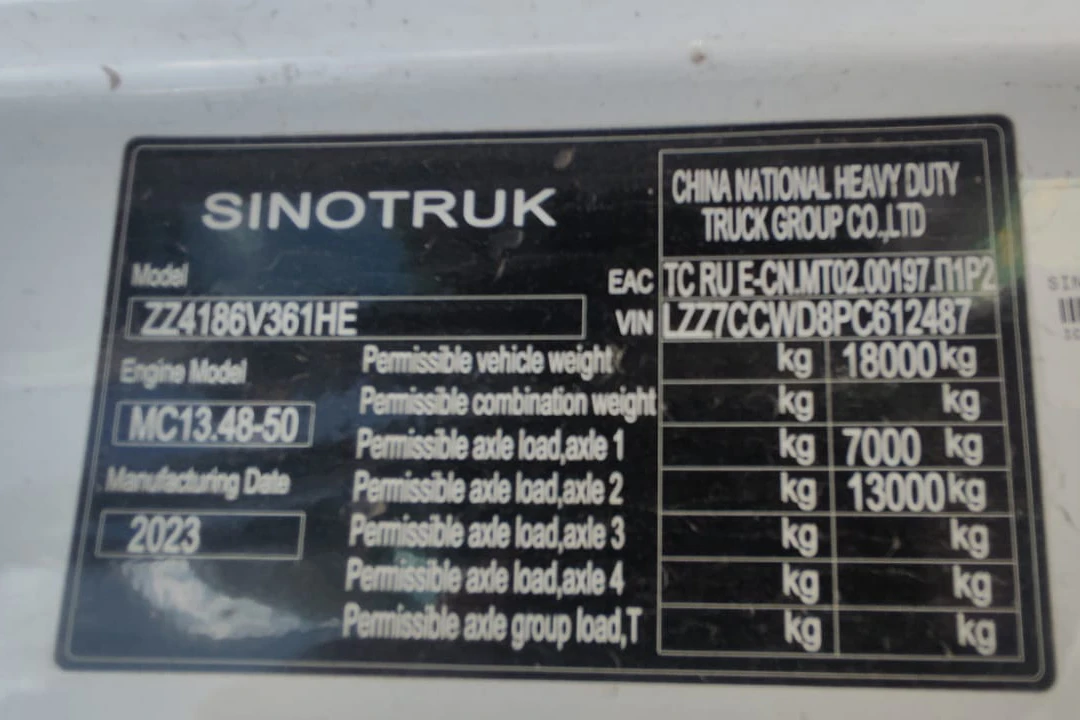 SINOTRUK
CHINA NATIONAL HEAVY DUTY
TRUCK GROUP CO.,LTD
Model
EAC TC RU E-CN.MT02.00197.П1P2
ZZ4186V361HE
VIN LZZ7CCWD8PC612487
Engine Model
Permissible vehicle weight kg 18000 kg
Permissible combination weight kg kg
MC13.48-50
Permissible axle load,axle 1 kg 7000 kg
Manufacturing Date
Permissible axle load,axle 2 kg 13000 kg
2023
Permissible axle load,axle 3 kg kg
Permissible axle load,axle 4 kg kg
Permissible axle group load,T kg kg